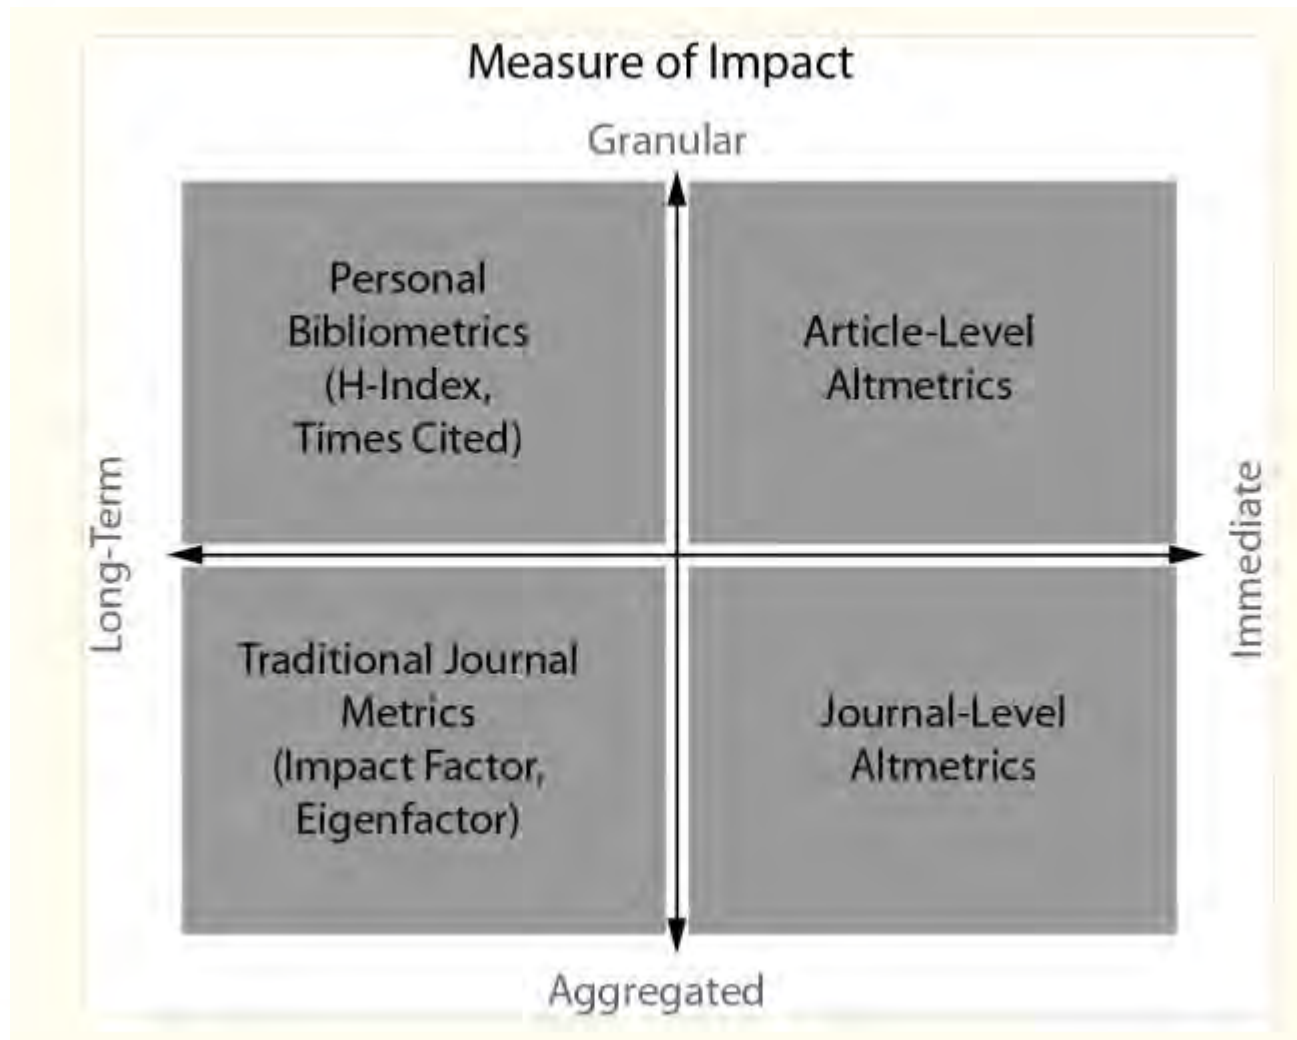 Measure of Impact
Granular
Personal
Bibliometrics
(H-Index,
Times Cited)
Article-Level
Altmetrics
Long-Term
Immediate
Traditional Journal
Metrics
(Impact Factor,
Eigenfactor)
Journal-Level
Altmetrics
Aggregated